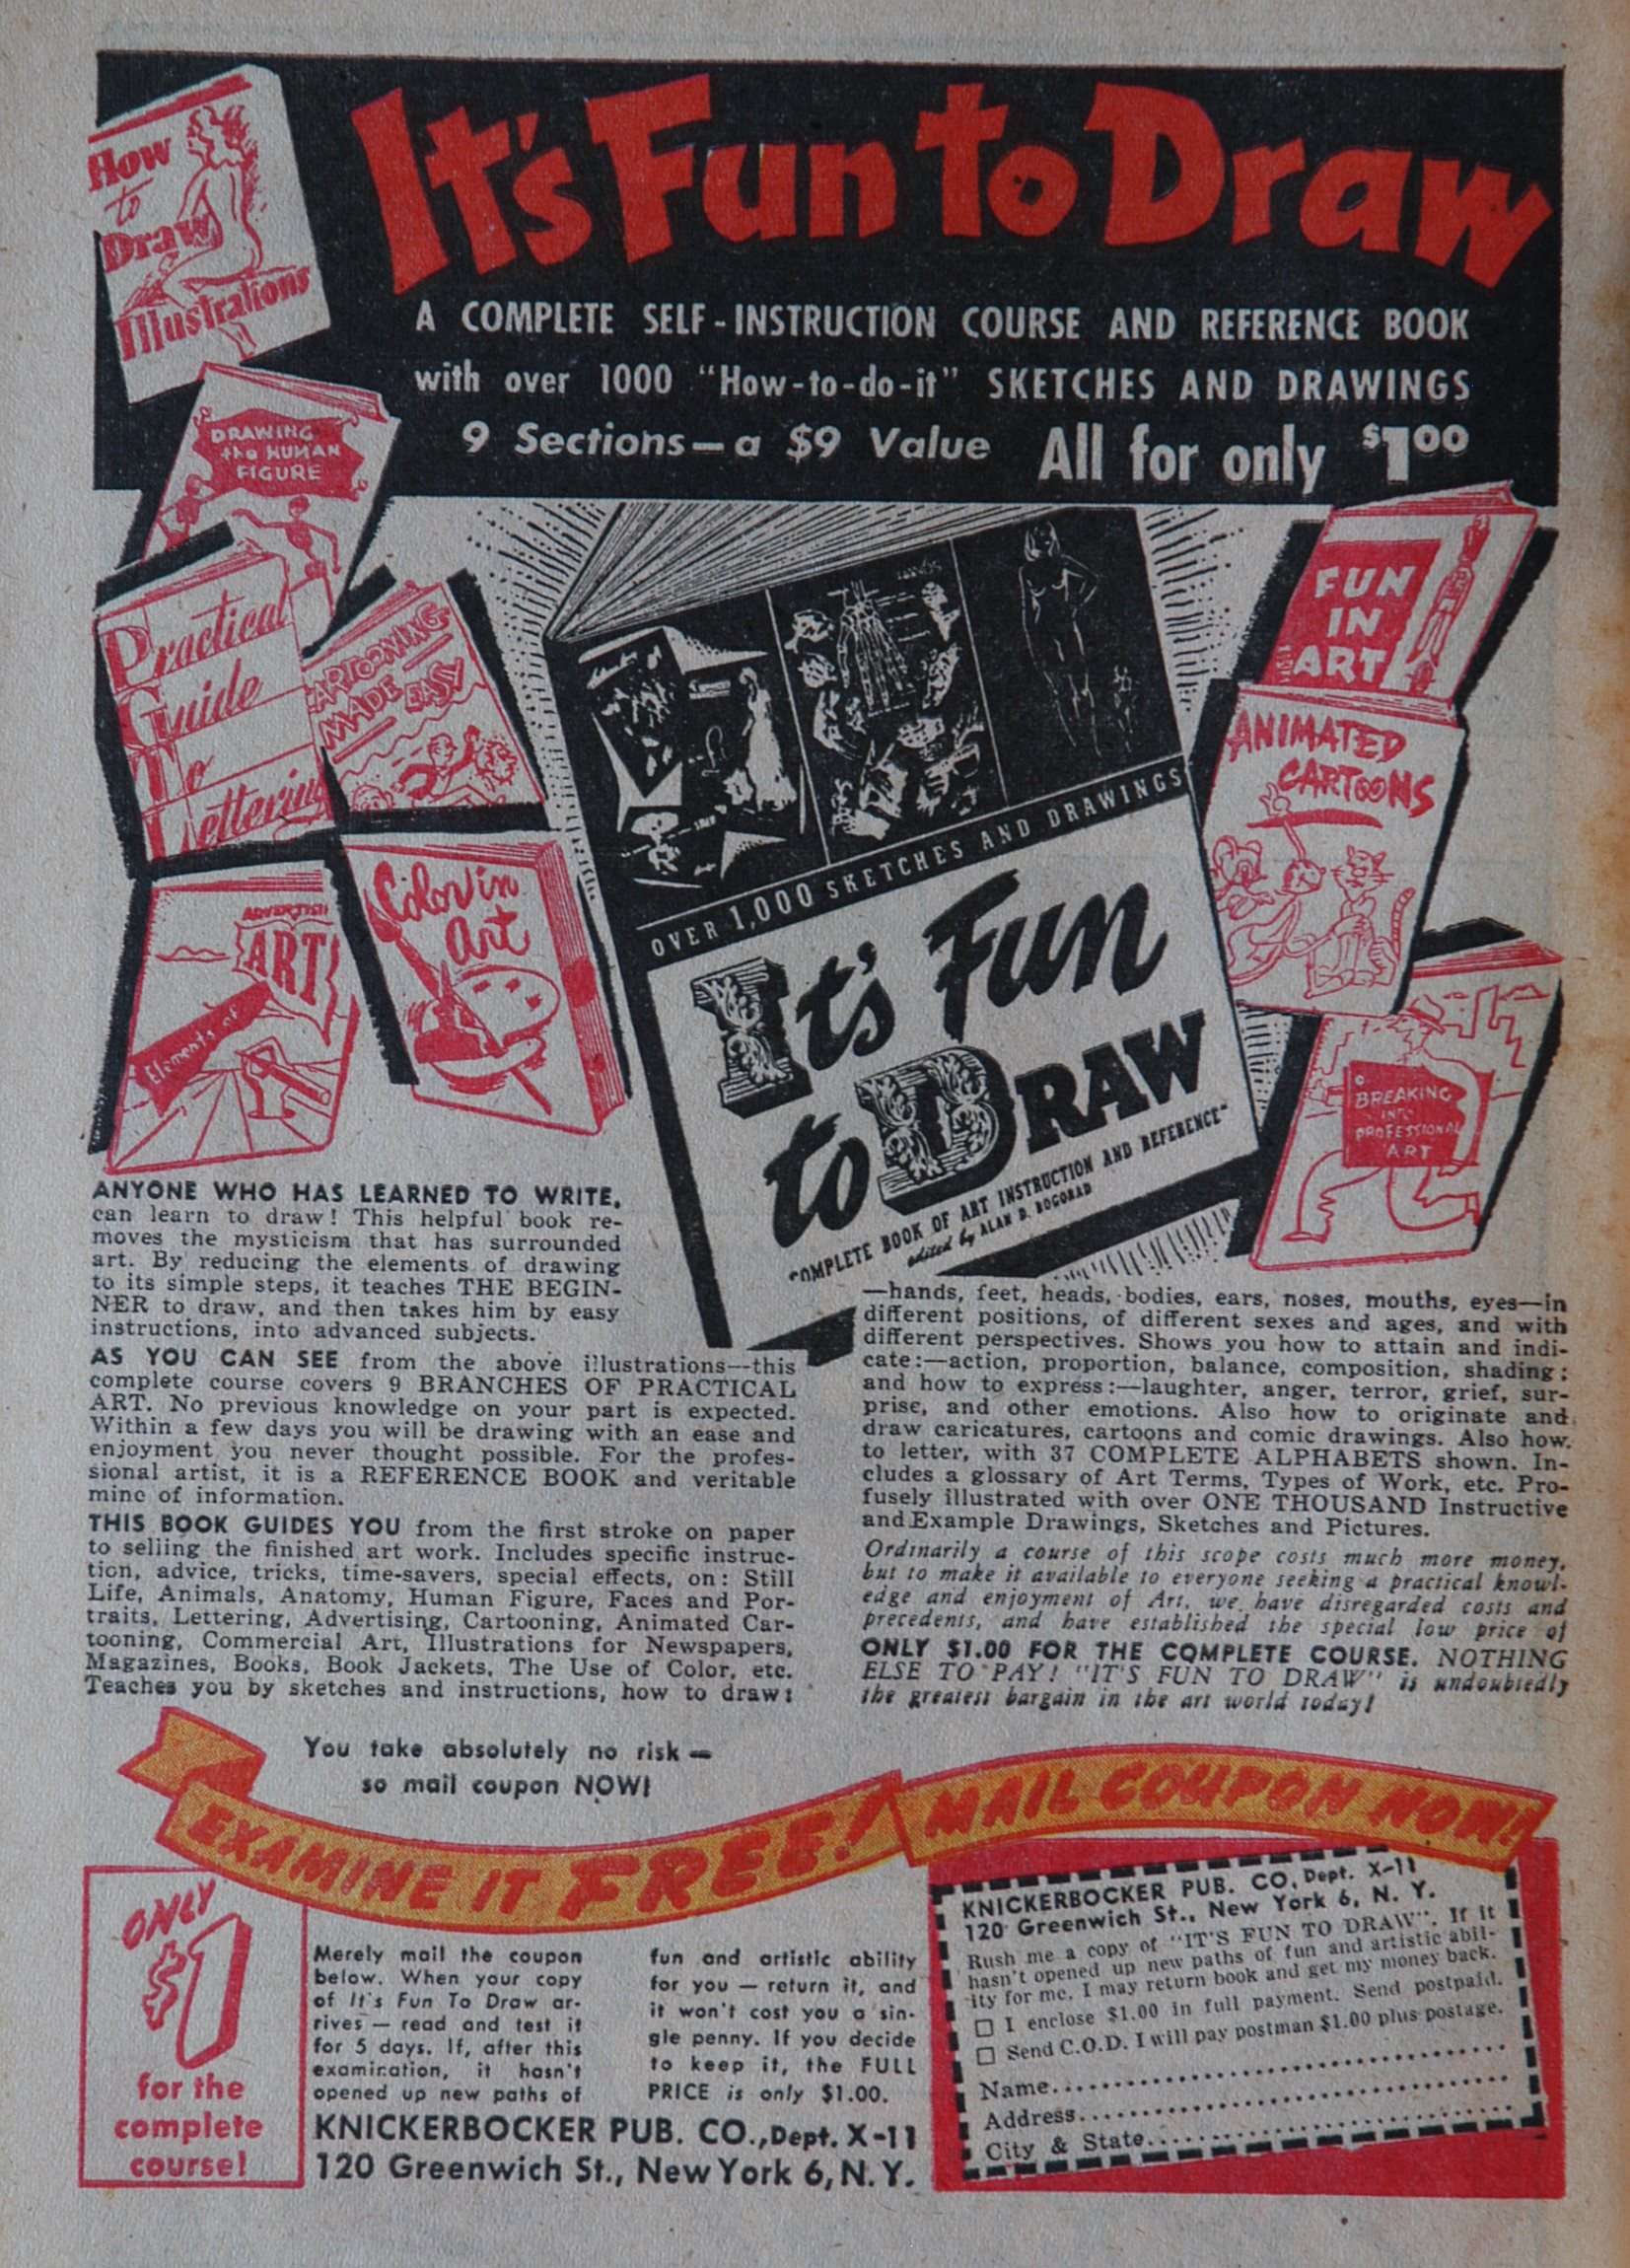 It's Fun to Draw
A COMPLETE SELF-INSTRUCTION COURSE AND REFERENCE BOOK
with over 1000 "How-to-do-it" SKETCHES AND DRAWINGS
9 Sections—a $9 Value All for only $1.00
How
to
Draw
Illustrations
DRAWING
the HUMAN
FIGURE
Practical
Guide
To
Lettering
CARTOONING
MADE EASY
ADVERTISING
ART
Elements of
Color in
Art
FUN
IN
ART
ANIMATED
CARTOONS
BREAKING
INTO
PROFESSIONAL
ART
OVER 1,000 SKETCHES AND DRAWINGS
It's Fun
to DRAW
COMPLETE BOOK OF ART INSTRUCTION AND REFERENCE"
edited by ALAN D. BOGORAD
ANYONE WHO HAS LEARNED TO WRITE,
can learn to draw! This helpful book re-
moves the mysticism that has surrounded
art. By reducing the elements of drawing
to its simple steps, it teaches THE BEGIN-
NER to draw, and then takes him by easy
instructions, into advanced subjects.
AS YOU CAN SEE from the above illustrations—this
complete course covers 9 BRANCHES OF PRACTICAL
ART. No previous knowledge on your part is expected.
Within a few days you will be drawing with an ease and
enjoyment you never thought possible. For the profes-
sional artist, it is a REFERENCE BOOK and veritable
mine of information.
THIS BOOK GUIDES YOU from the first stroke on paper
to selling the finished art work. Includes specific instruc-
tion, advice, tricks, time-savers, special effects, on: Still
Life, Animals, Anatomy, Human Figure, Faces and Por-
traits, Lettering, Advertising, Cartooning, Animated Car-
tooning, Commercial Art, Illustrations for Newspapers,
Magazines, Books, Book Jackets, The Use of Color, etc.
Teaches you by sketches and instructions, how to draw:
—hands, feet, heads, bodies, ears, noses, mouths, eyes—in
different positions, of different sexes and ages, and with
different perspectives. Shows you how to attain and indi-
cate:—action, proportion, balance, composition, shading;
and how to express:—laughter, anger, terror, grief, sur-
prise, and other emotions. Also how to originate and
draw caricatures, cartoons and comic drawings. Also how
to letter, with 37 COMPLETE ALPHABETS shown. In-
cludes a glossary of Art Terms, Types of Work, etc. Pro-
fusely illustrated with over ONE THOUSAND Instructive
and Example Drawings, Sketches and Pictures.
Ordinarily a course of this scope costs much more money,
but to make it available to everyone seeking a practical knowl-
edge and enjoyment of Art, we have disregarded costs and
precedents, and have established the special low price of
ONLY $1.00 FOR THE COMPLETE COURSE. NOTHING
ELSE TO PAY! "IT'S FUN TO DRAW" is undoubtedly
the greatest bargain in the art world today!
You take absolutely no risk—
so mail coupon NOW!
EXAMINE IT FREE! MAIL COUPON NOW!
ONLY
$1
for the
complete
course!
Merely mail the coupon
below. When your copy
of It's Fun To Draw ar-
rives — read and test it
for 5 days. If, after this
examination, it hasn't
opened up new paths of
fun and artistic ability
for you — return it, and
it won't cost you a sin-
gle penny. If you decide
to keep it, the FULL
PRICE is only $1.00.
KNICKERBOCKER PUB. CO., Dept. X-11
120 Greenwich St., New York 6, N. Y.
KNICKERBOCKER PUB. CO, Dept. X-11
120 Greenwich St., New York 6, N. Y.
Rush me a copy of "IT'S FUN TO DRAW". If it
hasn't opened up new paths of fun and artistic abil-
ity for me, I may return book and get my money back.
☐ I enclose $1.00 in full payment. Send postpaid.
☐ Send C.O.D. I will pay postman $1.00 plus postage.
Name
Address
City & State